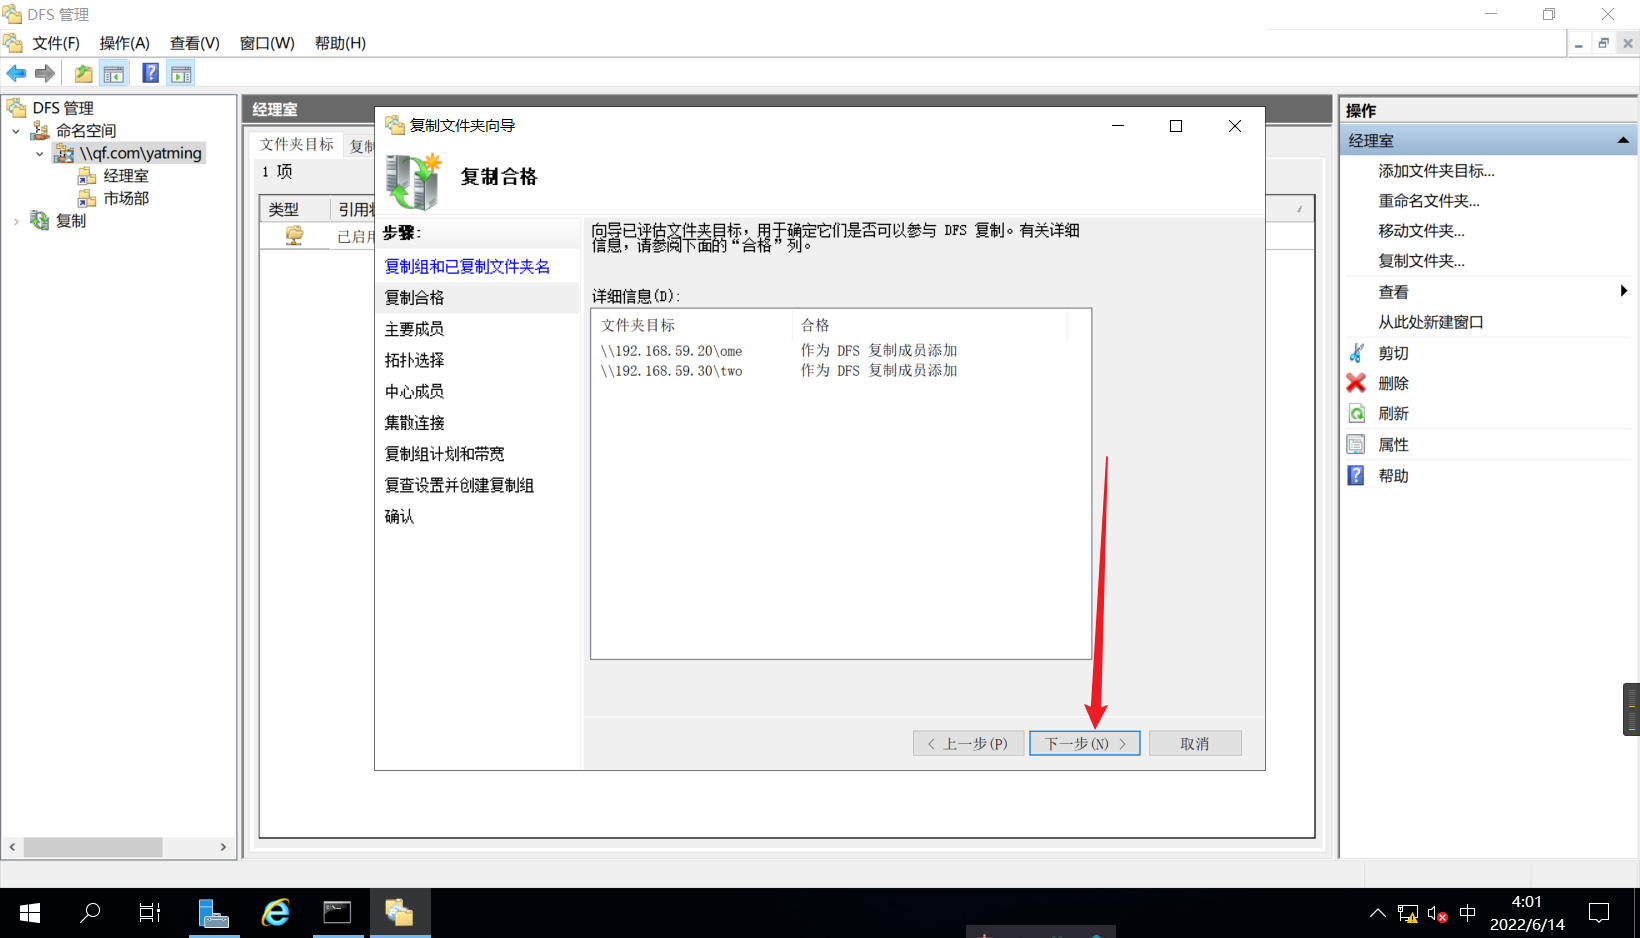 DFS 管理
文件(F) 操作(A) 查看(V) 窗口(W) 帮助(H)
DFS 管理
命名空间
\\qf.com\yatming
经理室
市场部
复制
经理室
文件夹目标
复制
1 项
类型
引用状
已启用
复制文件夹向导
复制合格
步骤:
复制组和已复制文件夹名
复制合格
主要成员
拓扑选择
中心成员
集散连接
复制组计划和带宽
复查设置并创建复制组
确认
向导已评估文件夹目标，用于确定它们是否可以参与 DFS 复制。有关详细
信息，请参阅下面的“合格”列。
详细信息(D):
文件夹目标 合格
\\192.168.59.20\ome 作为 DFS 复制成员添加
\\192.168.59.30\two 作为 DFS 复制成员添加
< 上一步(P)
下一步(N) >
取消
操作
经理室
添加文件夹目标...
重命名文件夹...
移动文件夹...
复制文件夹...
查看
从此处新建窗口
剪切
删除
刷新
属性
帮助
中
4:01
2022/6/14